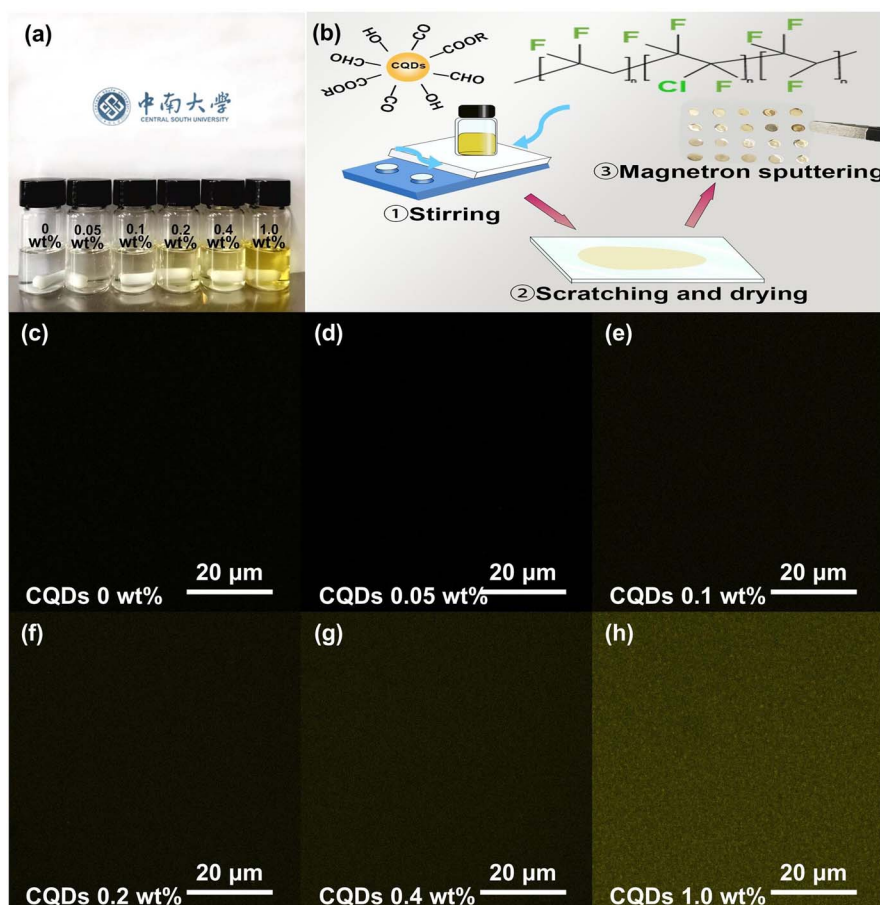 (a)
中南大学
CENTRAL SOUTH UNIVERSITY
0 wt%
0.05 wt%
0.1 wt%
0.2 wt%
0.4 wt%
1.0 wt%
(b)
CQDs
HO
CO
COOR
CHO
CHO
COOR
CO
HO
F
F
F
F
F
F
F
Cl
F
F
n
n
n
①Stirring
②Scratching and drying
③Magnetron sputtering
(c)
20 µm
CQDs 0 wt%
(d)
20 µm
CQDs 0.05 wt%
(e)
20 µm
CQDs 0.1 wt%
(f)
20 µm
CQDs 0.2 wt%
(g)
20 µm
CQDs 0.4 wt%
(h)
20 µm
CQDs 1.0 wt%